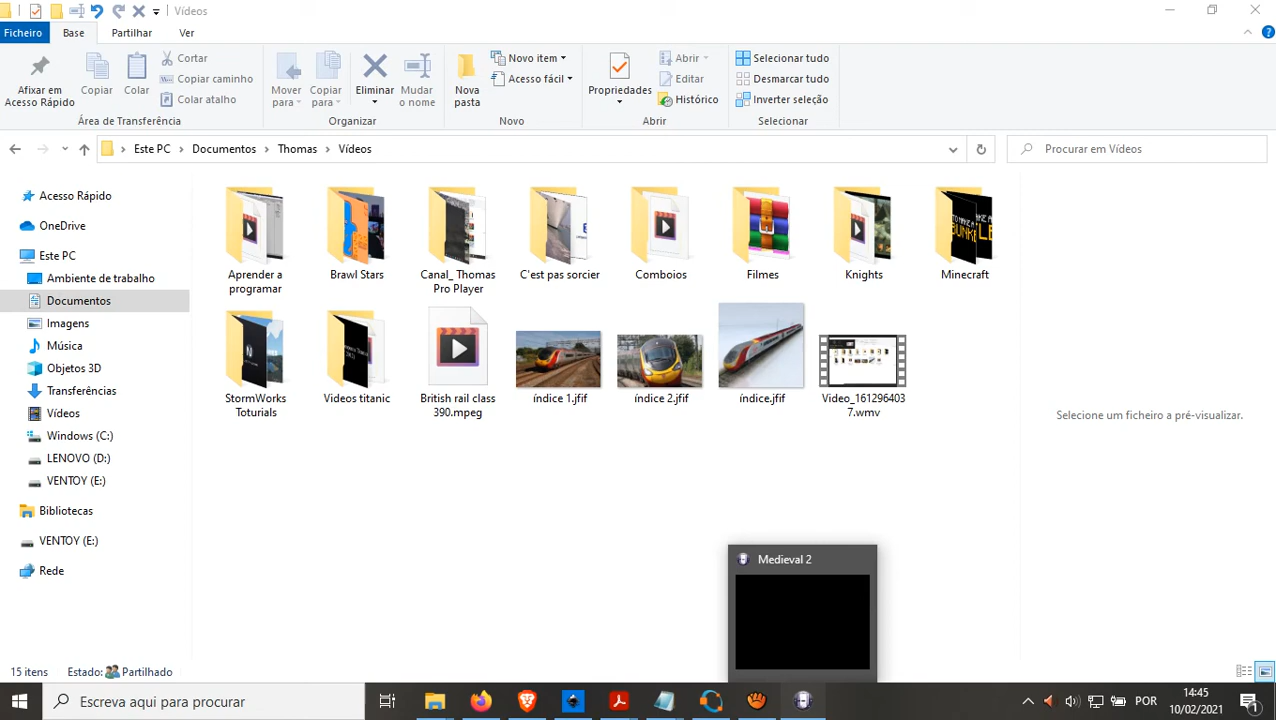 Vídeos
Ficheiro Base Partilhar Ver
Afixar em Acesso Rápido
Copiar
Colar
Cortar
Copiar caminho
Colar atalho
Área de Transferência
Mover para
Copiar para
Eliminar
Mudar o nome
Organizar
Nova pasta
Novo item
Acesso fácil
Novo
Propriedades
Abrir
Editar
Histórico
Abrir
Selecionar tudo
Desmarcar tudo
Inverter seleção
Selecionar
Este PC > Documentos > Thomas > Vídeos
Procurar em Vídeos
Acesso Rápido
OneDrive
Este PC
Ambiente de trabalho
Documentos
Imagens
Música
Objetos 3D
Transferências
Vídeos
Windows (C:)
LENOVO (D:)
VENTOY (E:)
Bibliotecas
VENTOY (E:)
Rede
Aprender a programar
Brawl Stars
Canal_ Thomas Pro Player
C'est pas sorcier
Comboios
Filmes
Knights
Minecraft
StormWorks Toturials
Videos titanic
British rail class 390.mpeg
índice 1.jfif
índice 2.jfif
índice.jfif
Video_1612964037.wmv
Selecione um ficheiro a pré-visualizar.
Medieval 2
15 itens Estado: Partilhado
Escreva aqui para procurar
POR
14:45
10/02/2021
1